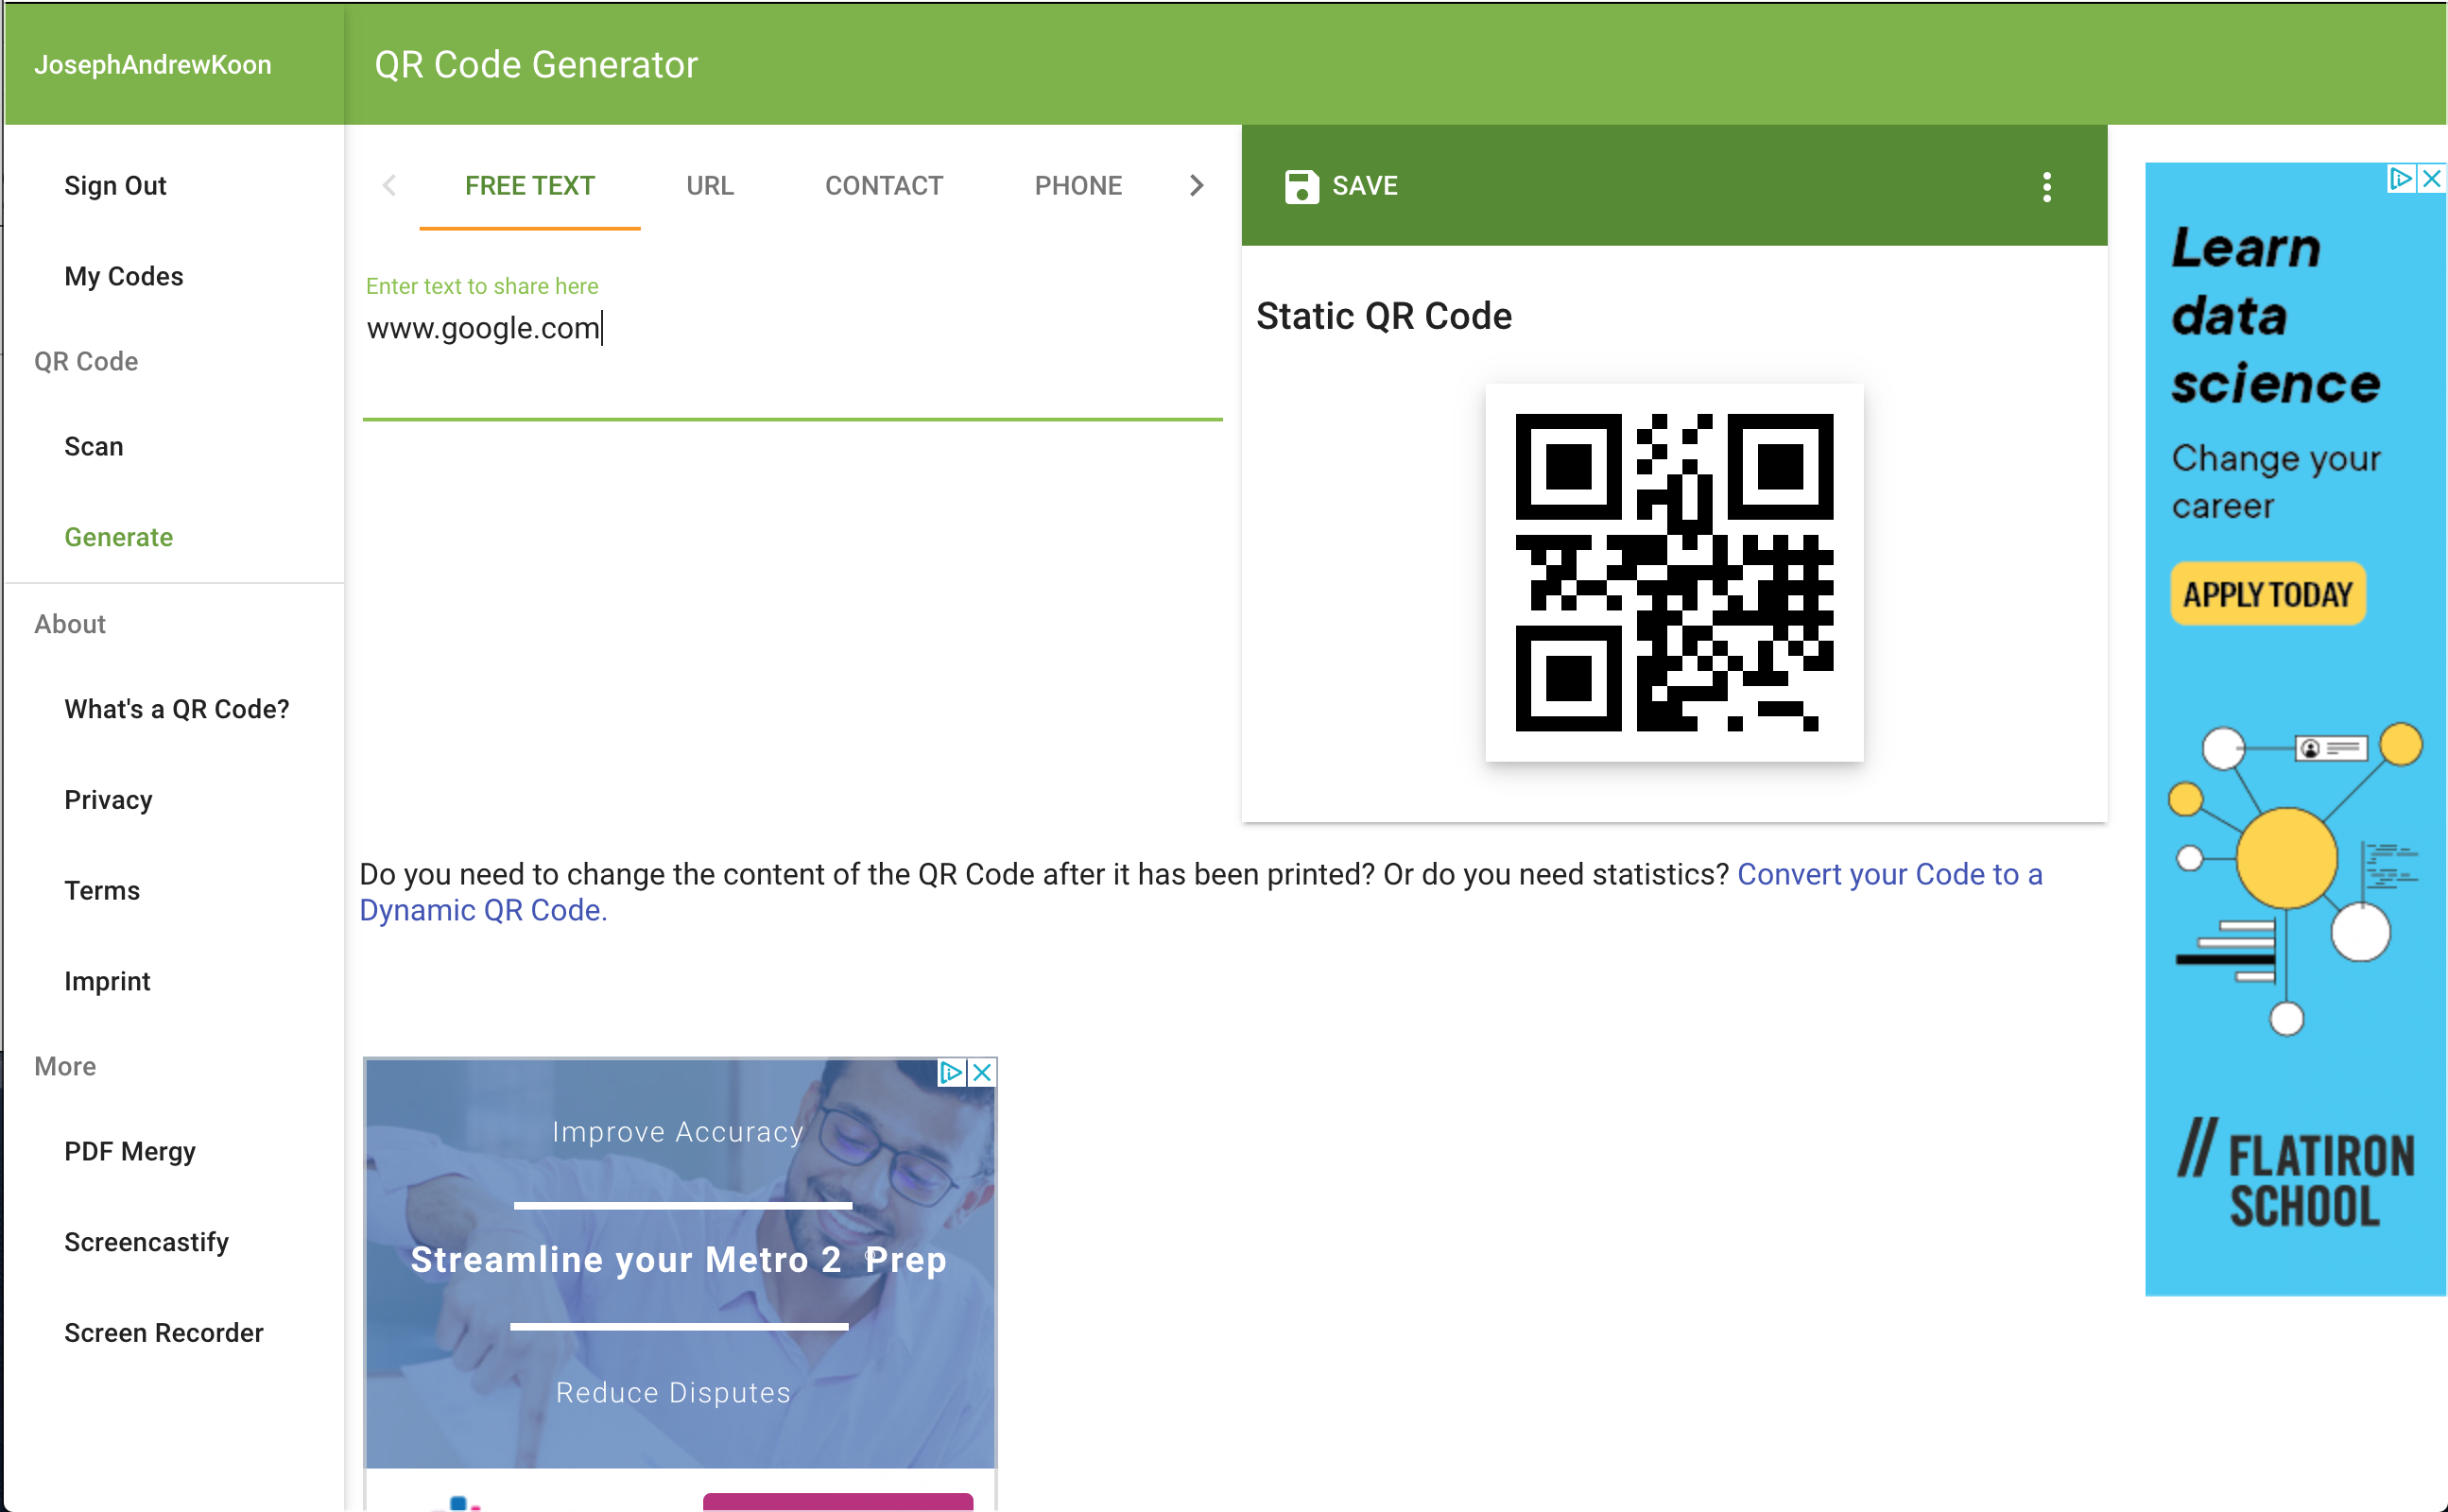 JosephAndrewKoon
QR Code Generator
Sign Out
My Codes
QR Code
Scan
Generate
About
What's a QR Code?
Privacy
Terms
Imprint
More
PDF Mergy
Screencastify
Screen Recorder
FREE TEXT
URL
CONTACT
PHONE
Enter text to share here
www.google.com
SAVE
Static QR Code
Do you need to change the content of the QR Code after it has been printed? Or do you need statistics? Convert your Code to a
Dynamic QR Code.
Improve Accuracy
Streamline your Metro 2 ® Prep
Reduce Disputes
Learn
data
science
Change your
career
APPLY TODAY
// FLATIRON
SCHOOL